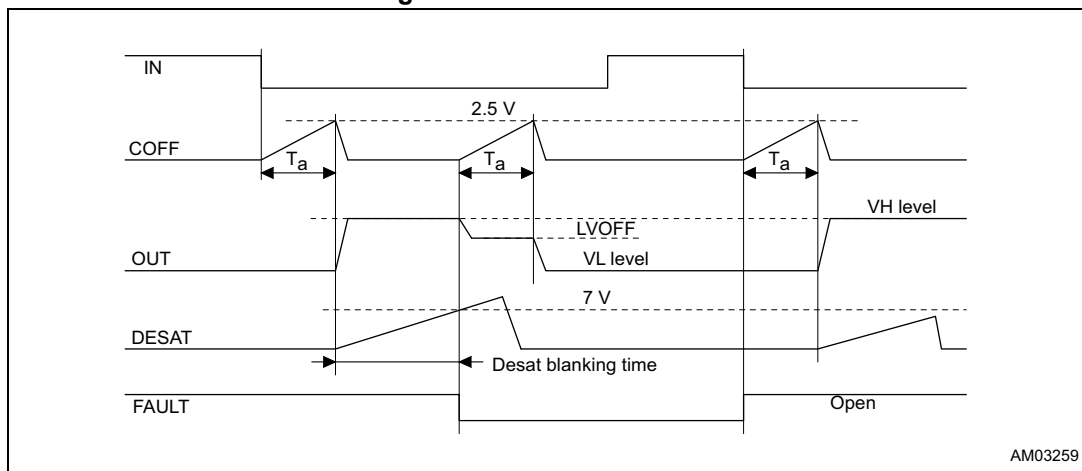 IN
2.5 V
COFF
Ta Ta Ta
VH level
LVOFF
OUT
VL level
7 V
DESAT
Desat blanking time
FAULT
Open
AM03259